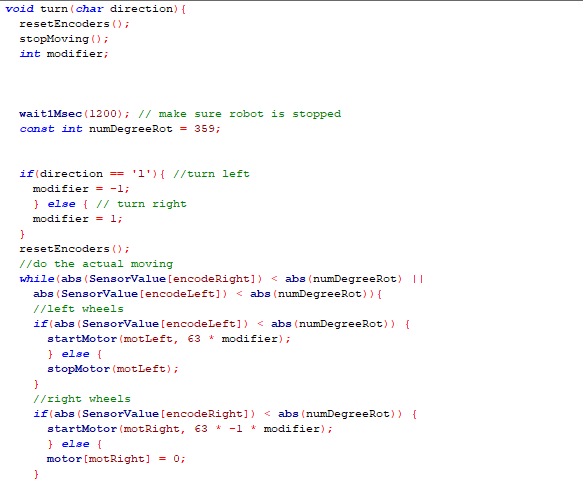 void turn(char direction){
  resetEncoders();
  stopMoving();
  int modifier;
  wait1Msec(1200); // make sure robot is stopped
  const int numDegreeRot = 359;
  if(direction == 'l'){ //turn left
    modifier = -1;
    } else { // turn right
    modifier = 1;
  }
  resetEncoders();
  //do the actual moving
  while(abs(SensorValue[encodeRight]) < abs(numDegreeRot) ||
    abs(SensorValue[encodeLeft]) < abs(numDegreeRot)){
    //left wheels
    if(abs(SensorValue[encodeLeft]) < abs(numDegreeRot)) {
      startMotor(motLeft, 63 * modifier);
      } else {
      stopMotor(motLeft);
    }
    //right wheels
    if(abs(SensorValue[encodeRight]) < abs(numDegreeRot)) {
      startMotor(motRight, 63 * -1 * modifier);
      } else {
      motor[motRight] = 0;
    }